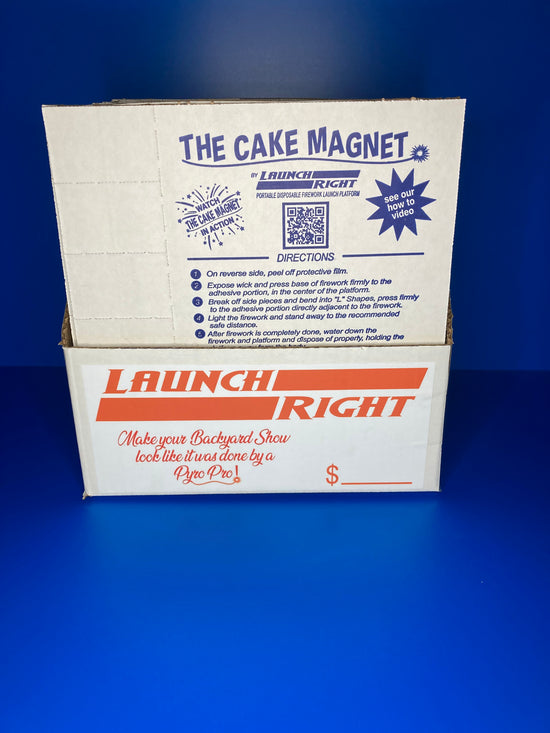 THE CAKE MAGNET
BY LAUNCH RIGHT
PORTABLE DISPOSABLE FIREWORK LAUNCH PLATFORM
WATCH
THE CAKE MAGNET
IN ACTION
see our
how to
video
DIRECTIONS
1 On reverse side, peel off protective film.
2 Expose wick and press base of firework firmly to the
adhesive portion, in the center of the platform.
3 Break off side pieces and bend into "L" Shapes, press firmly
to the adhesive portion directly adjacent to the firework.
4 Light the firework and stand away to the recommended
safe distance.
5 After firework is completely done, water down the
firework and platform and dispose of properly, holding the
LAUNCH
RIGHT
Make your Backyard Show
look like it was done by a
Pyro Pro!
$